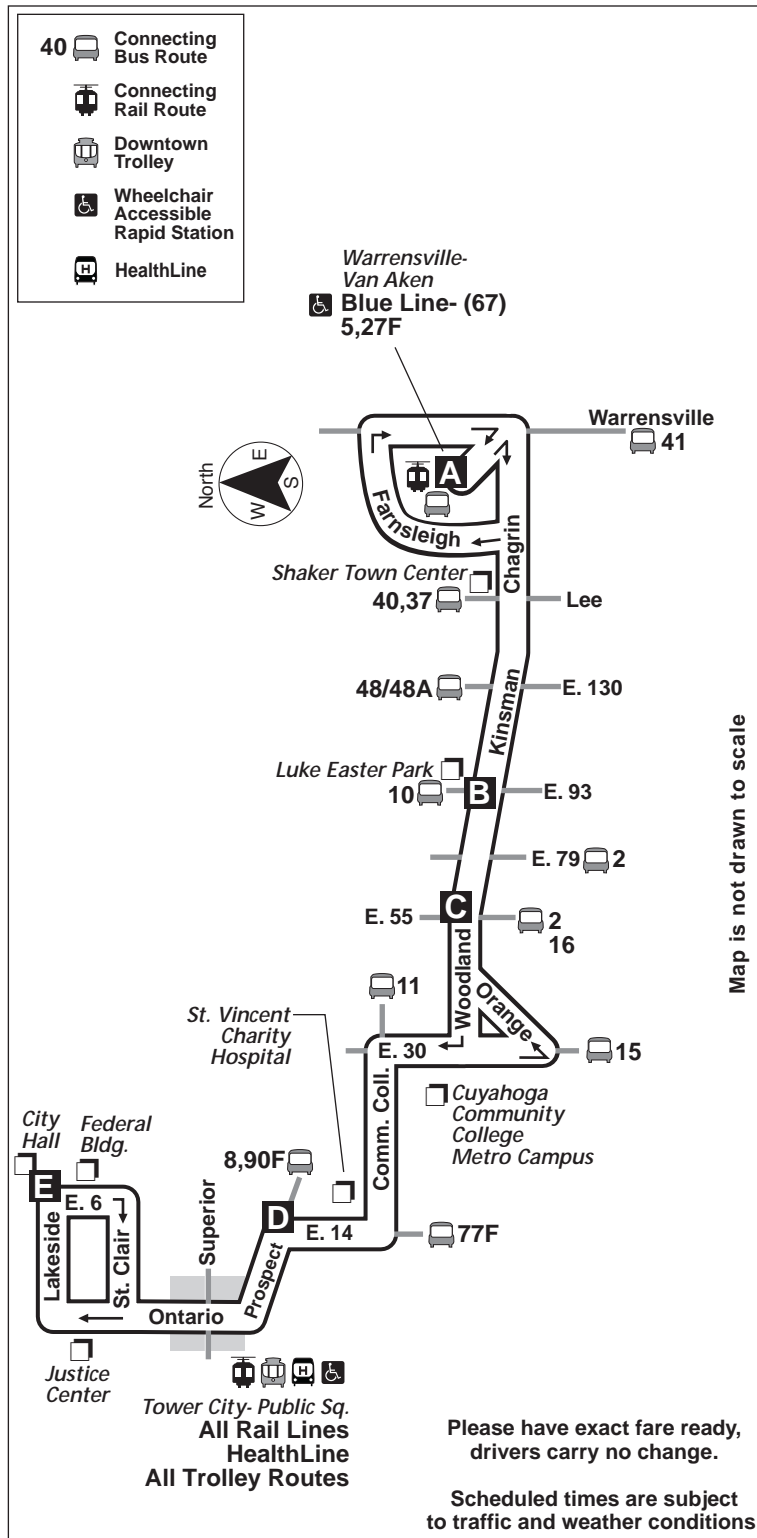 40 Connecting
Bus Route
Connecting
Rail Route
Downtown
Trolley
Wheelchair
Accessible
Rapid Station
H HealthLine
Warrensville-
Van Aken
Blue Line- (67)
5,27F
Warrensville
41
North
E
S
W
A
Farnsleigh
Chagrin
Shaker Town Center
40,37
Lee
48/48A
E. 130
Kinsman
Luke Easter Park
10
B
E. 93
E. 79 2
C
E. 55
2
16
Woodland
Orange
11
St. Vincent
Charity
Hospital
E. 30
15
Comm. Coll.
Cuyahoga
Community
College
Metro Campus
Map is not drawn to scale
City
Hall
Federal
Bldg.
8,90F
E
E. 6
D
E. 14
77F
Superior
Lakeside
St. Clair
Prospect
Ontario
Justice
Center
H
Tower City- Public Sq.
All Rail Lines
HealthLine
All Trolley Routes
Please have exact fare ready,
drivers carry no change.
Scheduled times are subject
to traffic and weather conditions